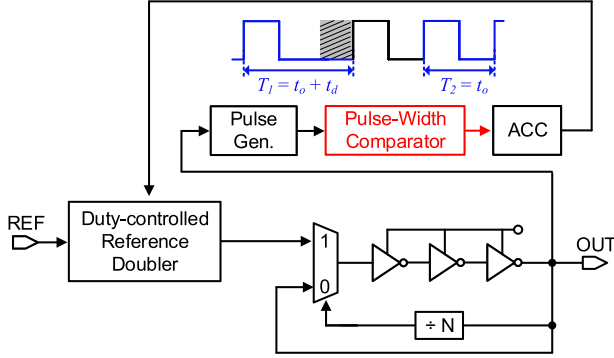 T1 = to + td
T2 = to
Pulse
Gen.
Pulse-Width
Comparator
ACC
REF
Duty-controlled
Reference
Doubler
1
0
OUT
÷ N